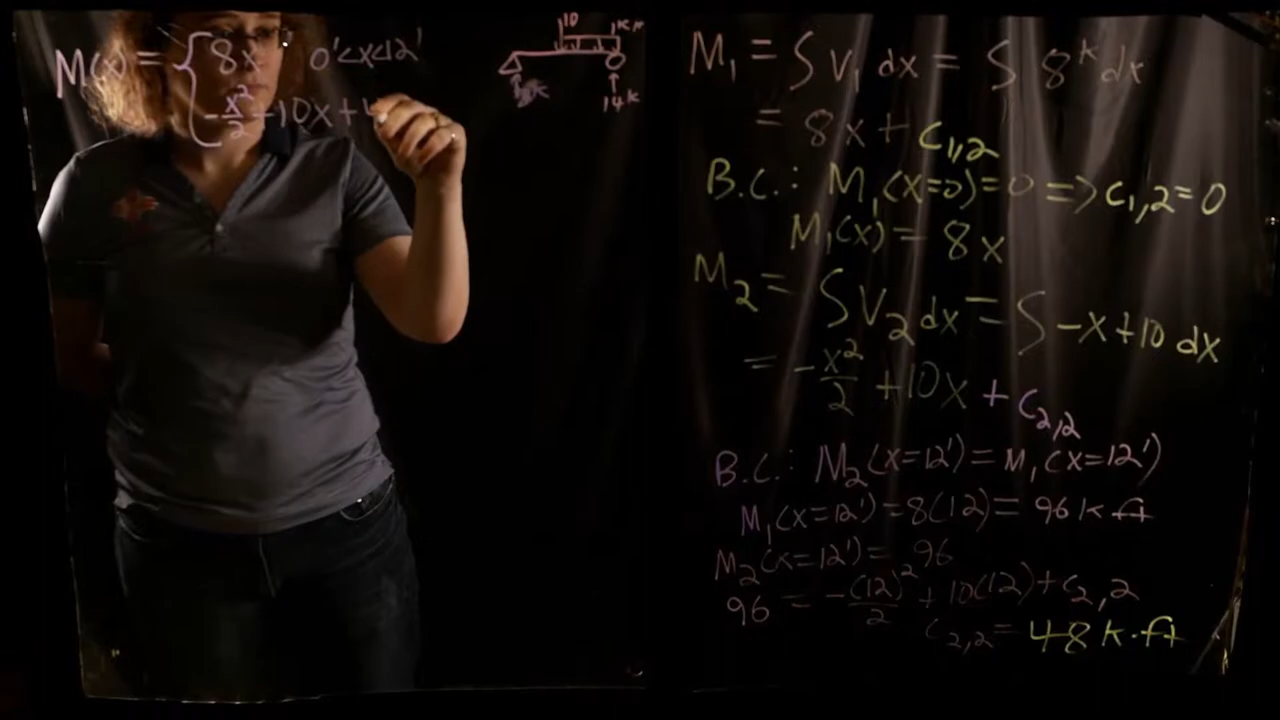 M(x) = { 8x 0'<x<12'
-x²/2 -10x+4
10
14k
M₁ = ∫ V₁ dx = ∫ 8ᵏ dx
= 8x + C₁,₂
B.C.: M₁(x=0)=0 => C₁,₂=0
M₁(x) = 8x
M₂ = ∫ V₂ dx = ∫ -x+10 dx
= -x²/2 +10x + C₂,₂
B.C.: M₂(x=12')=M₁(x=12')
M₁(x=12')=8(12)= 96 k·ft
M₂(x=12')= 96
96 = -(12)²/2 + 10(12)+C₂,₂
C₂,₂= 48 k·ft